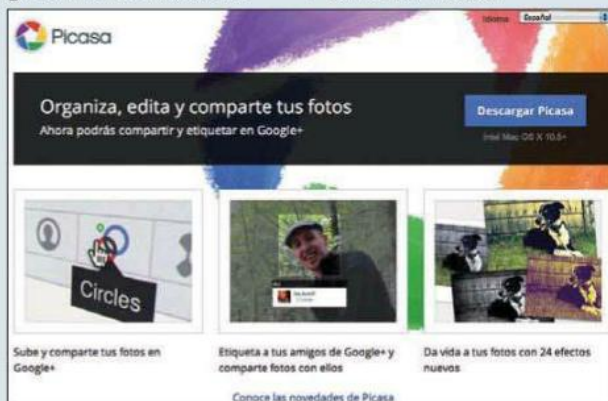 Idioma: Español
Picasa
Organiza, edita y comparte tus fotos
Ahora podrás compartir y etiquetar en Google+
Descargar Picasa
Intel Mac OS X 10.5+
Circles
Sube y comparte tus fotos en
Google+
Etiqueta a tus amigos de Google+ y
comparte fotos con ellos
Da vida a tus fotos con 24 efectos
nuevos
Conoce las novedades de Picasa